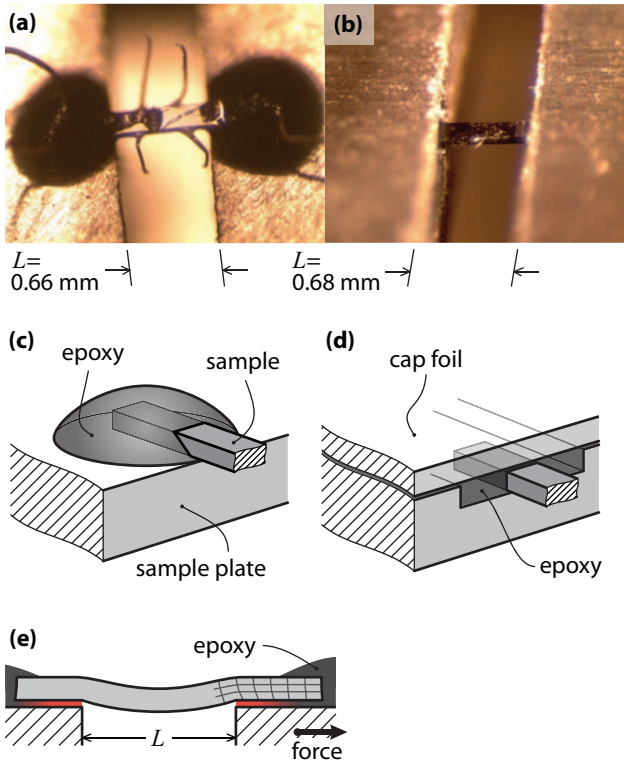 (a)
(b)
L=
0.66 mm
L=
0.68 mm
(c)
epoxy
sample
sample plate
(d)
cap foil
epoxy
(e)
epoxy
L
force